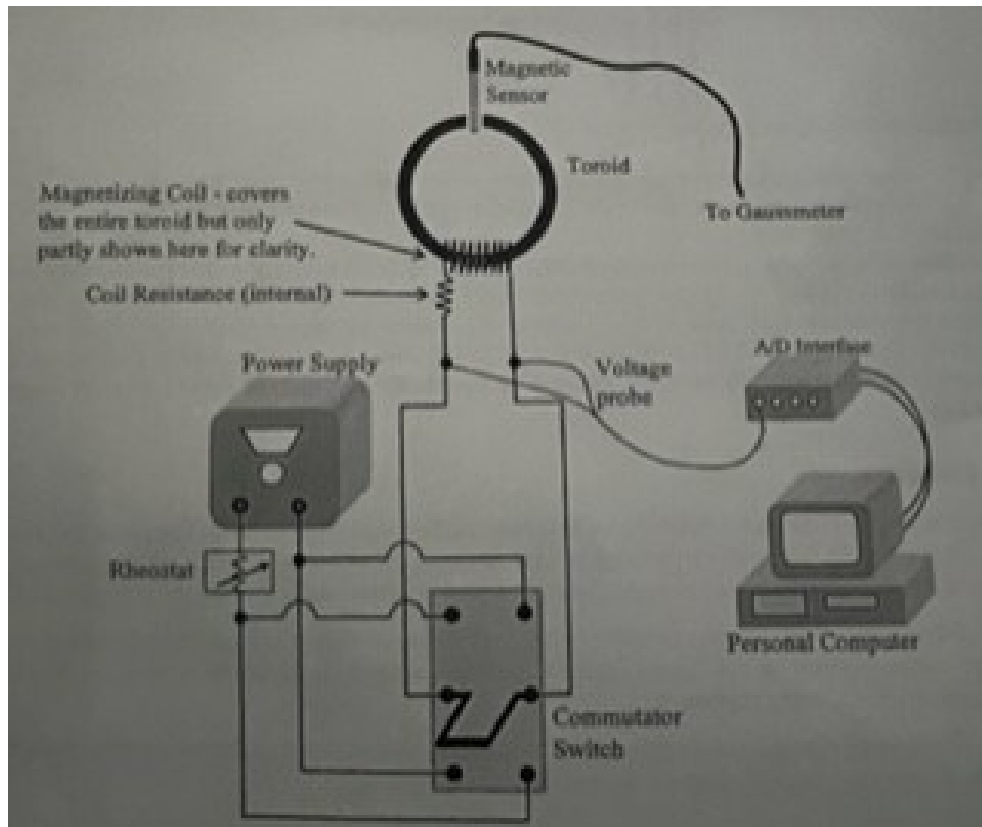 Magnetic
Sensor
Toroid
To Gaussmeter
Magnetizing Coil - covers
the entire toroid but only
partly shown here for clarity.
Coil Resistance (internal)
Power Supply
Voltage
probe
A/D Interface
Rheostat
Personal Computer
Commutator
Switch